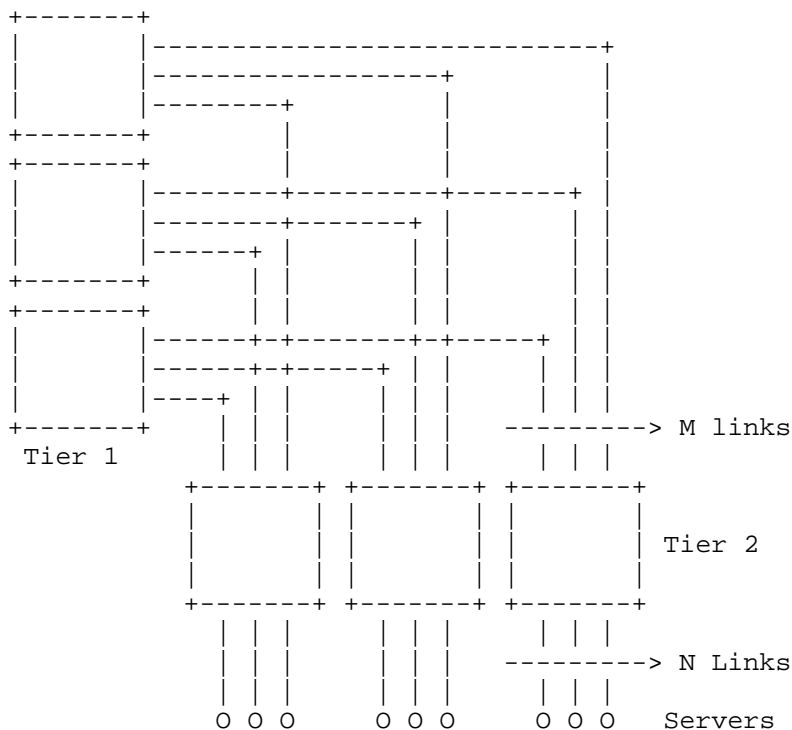 M links
Tier 1
Tier 2
N Links
O O O O O O O O O Servers